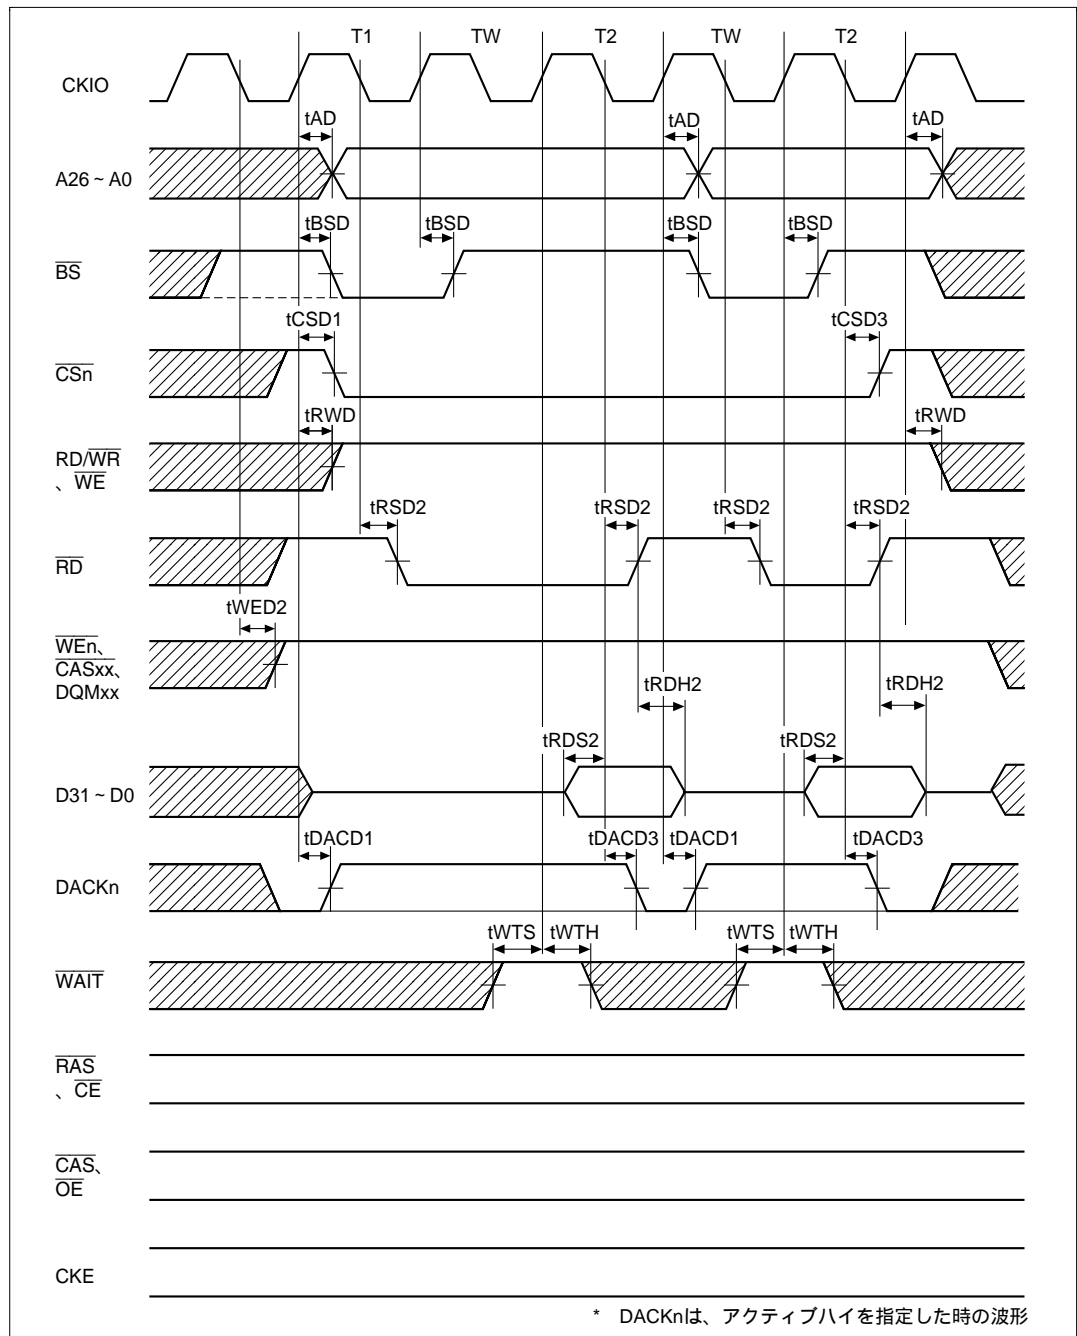 T1 TW T2 TW T2
CKIO
tAD tAD tAD
A26 ~ A0
tBSD tBSD tBSD tBSD
BS
tCSD1 tCSD3
CSn
tRWD tRWD
RD/WR
、WE
tRSD2 tRSD2 tRSD2 tRSD2
RD
tWED2
WEn、
CASxx、
DQMxx
tRDH2 tRDH2
tRDS2 tRDS2
D31 ~ D0
tDACD1 tDACD3 tDACD1 tDACD3
DACKn
tWTS tWTH tWTS tWTH
WAIT
RAS
、CE
CAS、
OE
CKE
* DACKnは、アクティブハイを指定した時の波形